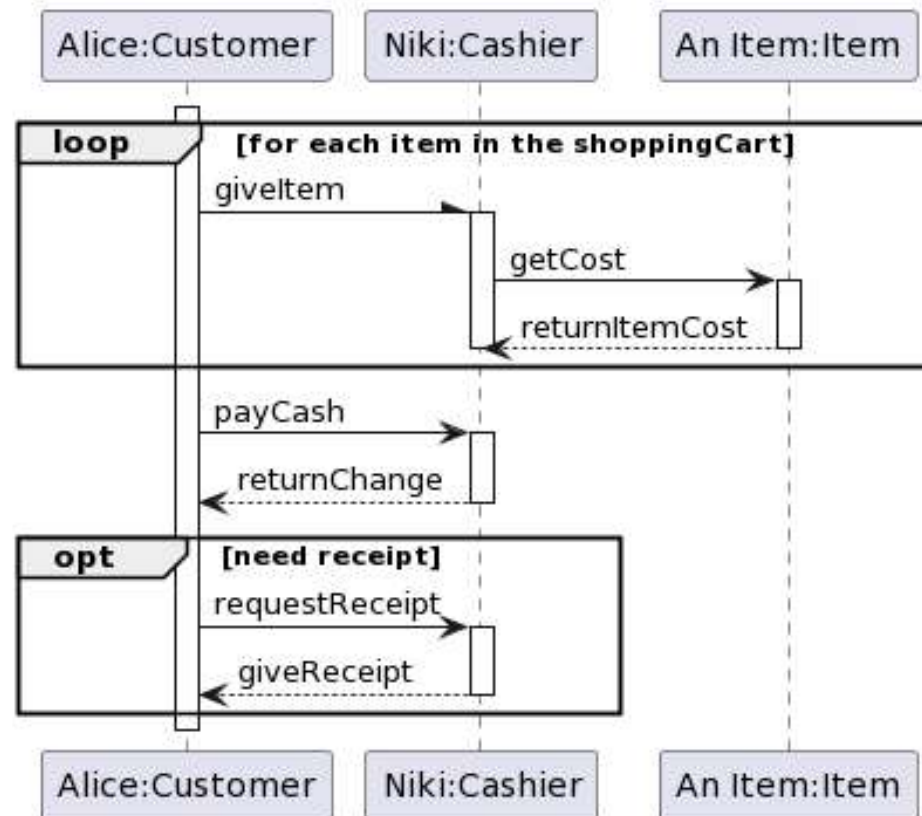 Alice:Customer Niki:Cashier An Item:Item
loop [for each item in the shoppingCart]
giveItem
getCost
returnItemCost
payCash
returnChange
opt [need receipt]
requestReceipt
giveReceipt
Alice:Customer Niki:Cashier An Item:Item